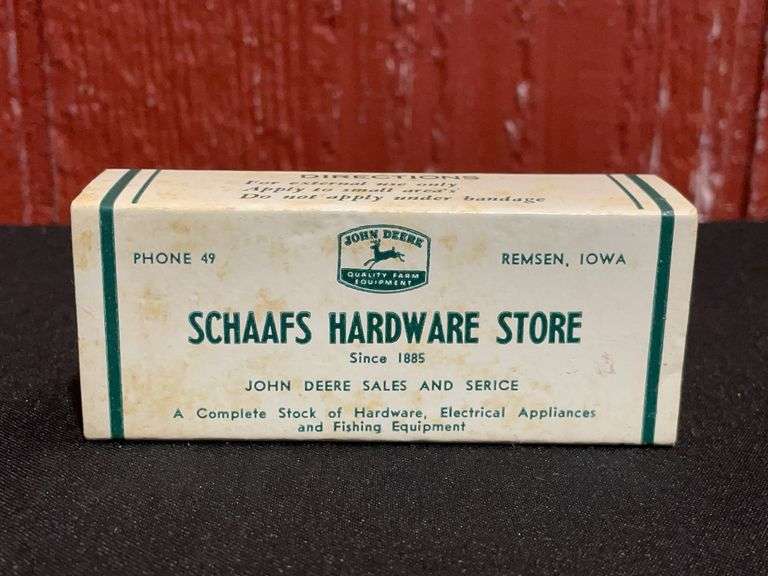 DIRECTIONS
For external use only
Apply to small area's
Do not apply under bandage
JOHN DEERE
QUALITY FARM
EQUIPMENT
PHONE 49
REMSEN, IOWA
SCHAAFS HARDWARE STORE
Since 1885
JOHN DEERE SALES AND SERICE
A Complete Stock of Hardware, Electrical Appliances
and Fishing Equipment